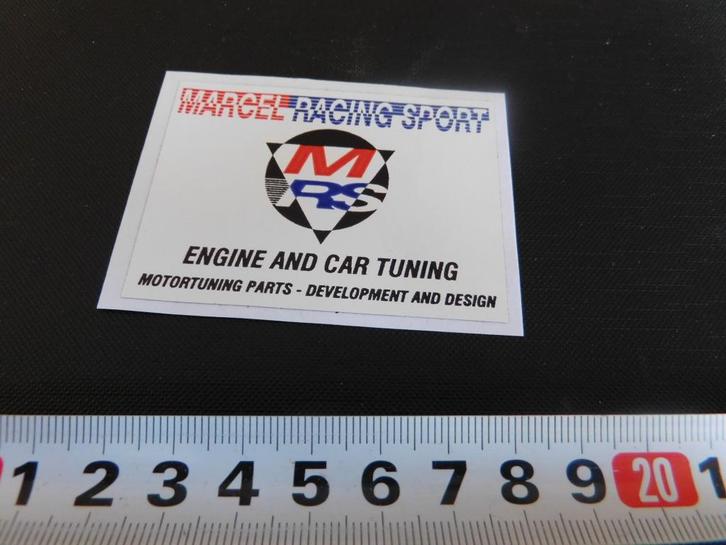 MARCEL RACING SPORT
M
RS
ENGINE AND CAR TUNING
MOTORTUNING PARTS - DEVELOPMENT AND DESIGN
1 2 3 4 5 6 7 8 9 20 1